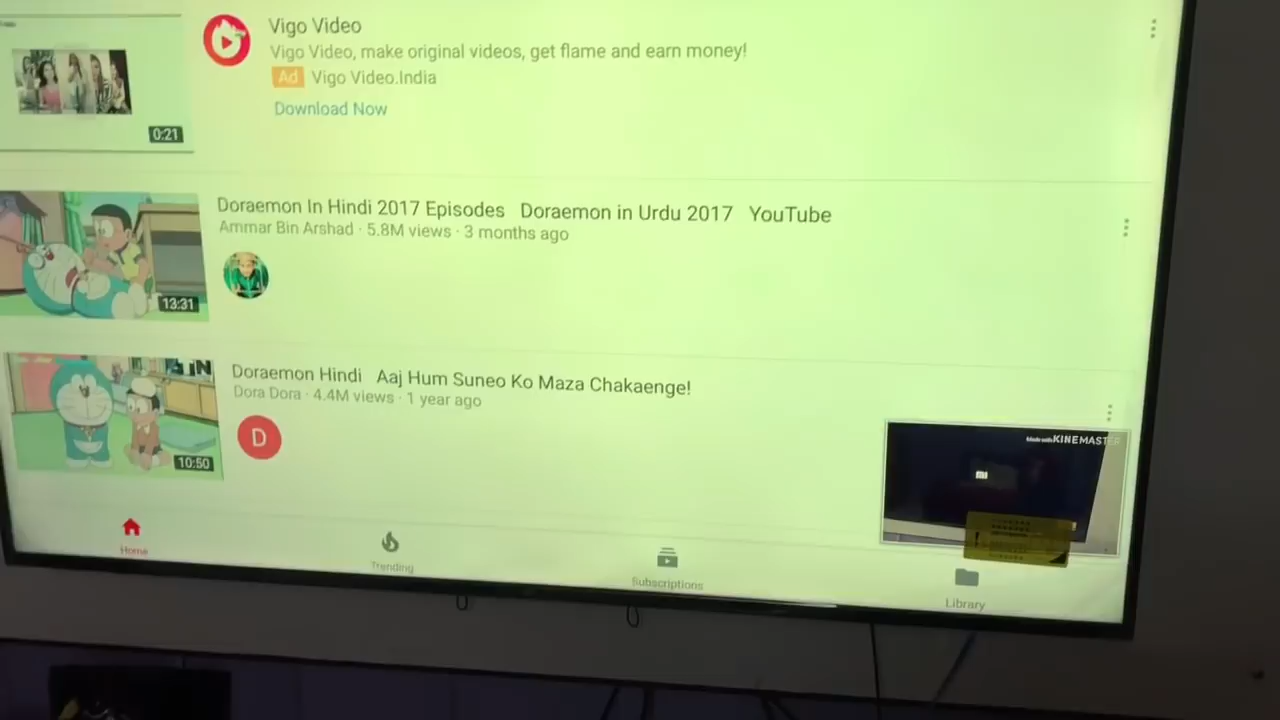 Vigo Video
Vigo Video, make original videos, get flame and earn money!
Ad Vigo Video.India
Download Now
0:21
Doraemon In Hindi 2017 Episodes Doraemon in Urdu 2017 YouTube
Ammar Bin Arshad · 5.8M views · 3 months ago
13:31
Doraemon Hindi Aaj Hum Suneo Ko Maza Chakaenge!
Dora Dora · 4.4M views · 1 year ago
D
10:50
Made with KINEMASTER
mi
Home
Trending
Subscriptions
Library